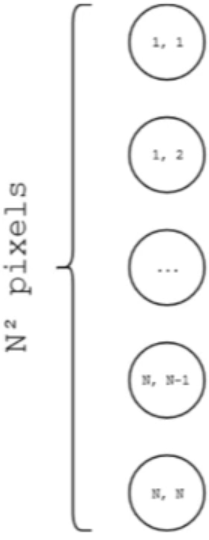 N² pixels
1, 1
1, 2
...
N, N-1
N, N